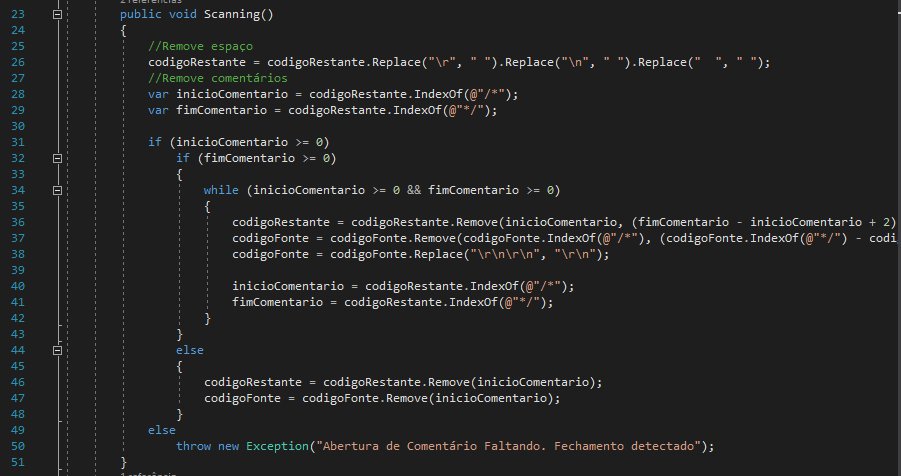 2 referências
23 public void Scanning()
24 {
25 //Remove espaço
26 codigoRestante = codigoRestante.Replace("\r", " ").Replace("\n", " ").Replace("  ", " ");
27 //Remove comentários
28 var inicioComentario = codigoRestante.IndexOf(@"/*");
29 var fimComentario = codigoRestante.IndexOf(@"*/");
30
31 if (inicioComentario >= 0)
32 if (fimComentario >= 0)
33 {
34 while (inicioComentario >= 0 && fimComentario >= 0)
35 {
36 codigoRestante = codigoRestante.Remove(inicioComentario, (fimComentario - inicioComentario + 2)
37 codigoFonte = codigoFonte.Remove(codigoFonte.IndexOf(@"/*"), (codigoFonte.IndexOf(@"*/") - codi
38 codigoFonte = codigoFonte.Replace("\r\n\r\n", "\r\n");
39
40 inicioComentario = codigoRestante.IndexOf(@"/*");
41 fimComentario = codigoRestante.IndexOf(@"*/");
42 }
43 }
44 else
45 {
46 codigoRestante = codigoRestante.Remove(inicioComentario);
47 codigoFonte = codigoFonte.Remove(inicioComentario);
48 }
49 else
50 throw new Exception("Abertura de Comentário Faltando. Fechamento detectado");
51 }
1 referência